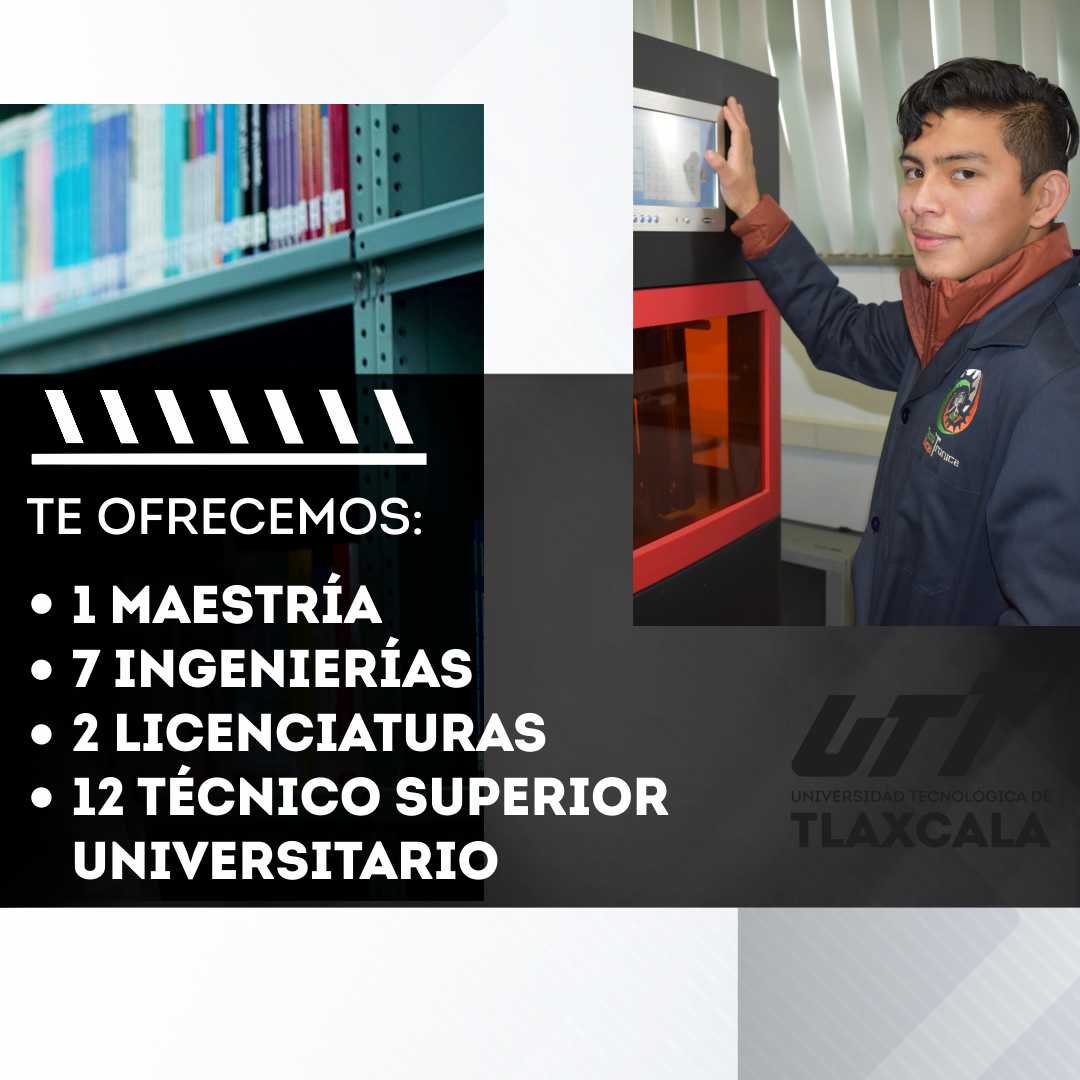 TE OFRECEMOS:
• 1 MAESTRÍA
• 7 INGENIERÍAS
• 2 LICENCIATURAS
• 12 TÉCNICO SUPERIOR
UNIVERSITARIO
UTT
UNIVERSIDAD TECNOLÓGICA DE
TLAXCALA